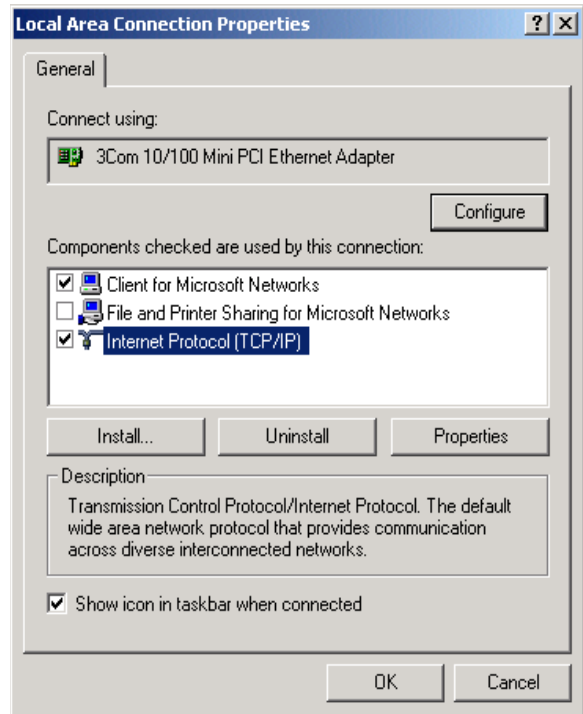 Local Area Connection Properties
General
Connect using:
3Com 10/100 Mini PCI Ethernet Adapter
Configure
Components checked are used by this connection:
Client for Microsoft Networks
File and Printer Sharing for Microsoft Networks
Internet Protocol (TCP/IP)
Install... Uninstall Properties
Description
Transmission Control Protocol/Internet Protocol. The default
wide area network protocol that provides communication
across diverse interconnected networks.
Show icon in taskbar when connected
OK Cancel